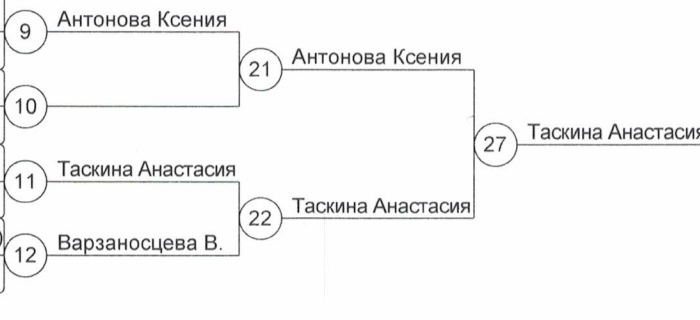 9 Антонова Ксения
21 Антонова Ксения
10
27 Таскина Анастасия
11 Таскина Анастасия
22 Таскина Анастасия
12 Варзаносцева В.